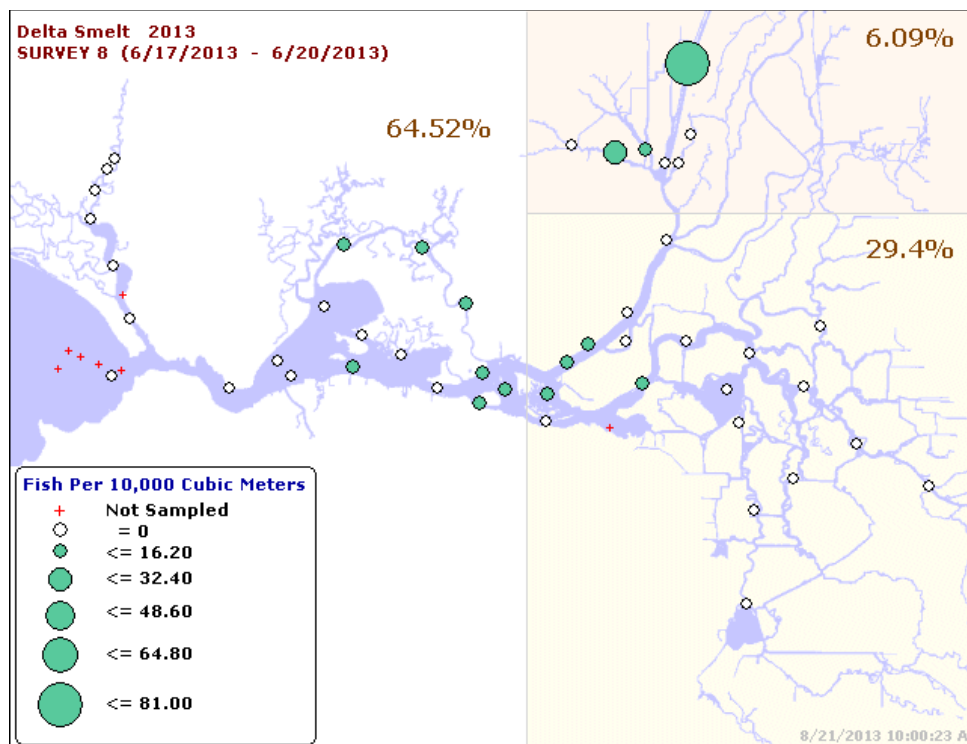 Delta Smelt 2013
SURVEY 8 (6/17/2013 - 6/20/2013)
6.09%
64.52%
29.4%
Fish Per 10,000 Cubic Meters
+ Not Sampled
= 0
<= 16.20
<= 32.40
<= 48.60
<= 64.80
<= 81.00
8/21/2013 10:00:23 A